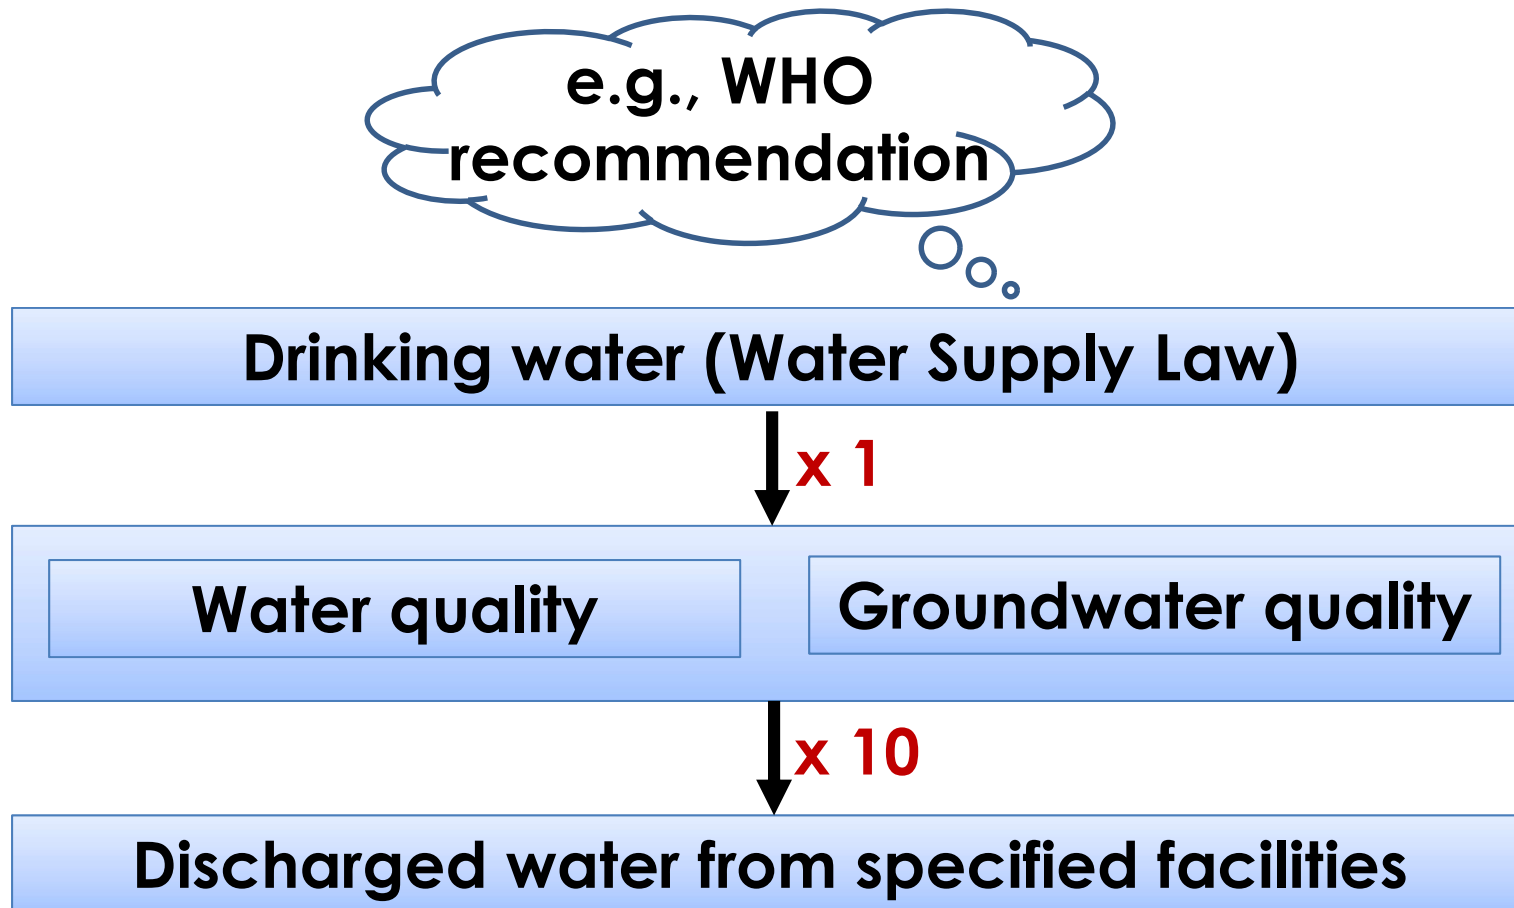 e.g., WHO
recommendation
Drinking water (Water Supply Law)
x 1
Water quality
Groundwater quality
x 10
Discharged water from specified facilities